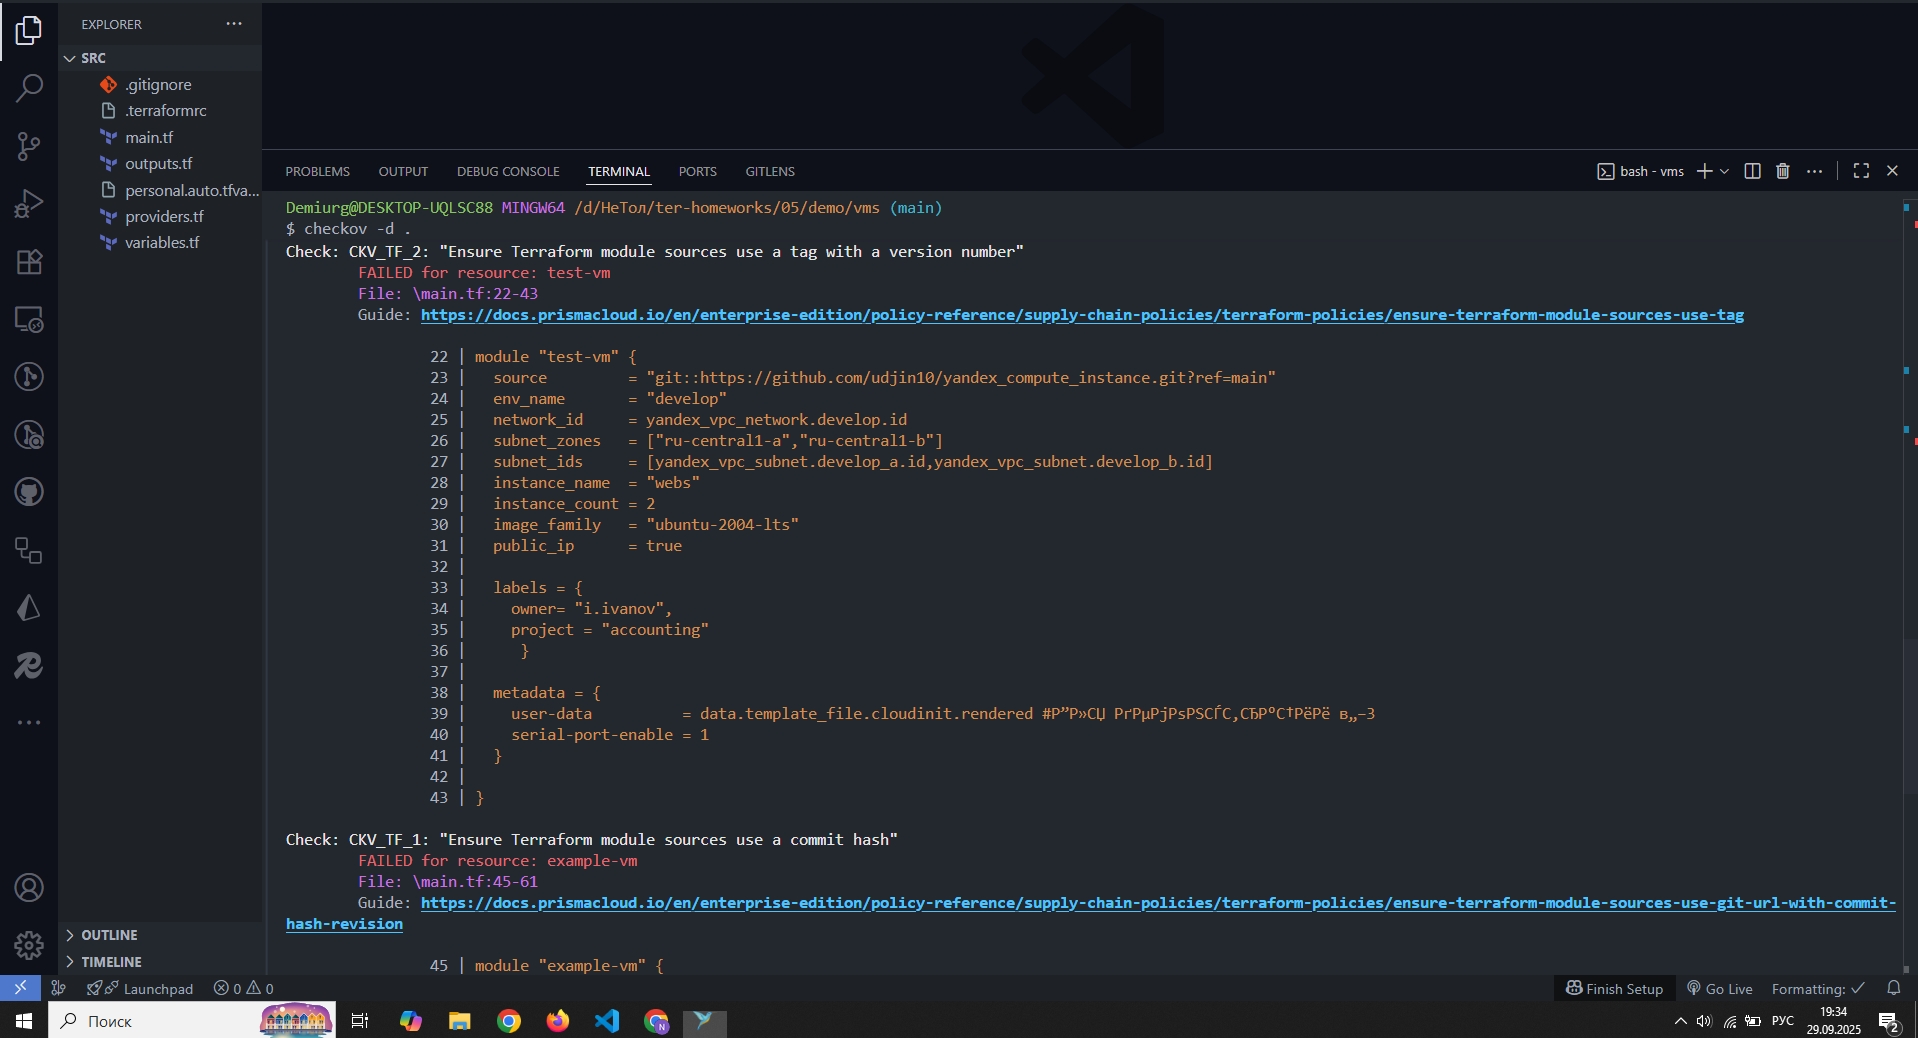 EXPLORER
SRC
.gitignore
.terraformrc
main.tf
outputs.tf
personal.auto.tfva...
providers.tf
variables.tf
OUTLINE
TIMELINE
PROBLEMS OUTPUT DEBUG CONSOLE TERMINAL PORTS GITLENS
bash - vms
Demiurg@DESKTOP-UQLSC88 MINGW64 /d/НеТол/ter-homeworks/05/demo/vms (main)
$ checkov -d .
Check: CKV_TF_2: "Ensure Terraform module sources use a tag with a version number"
FAILED for resource: test-vm
File: \main.tf:22-43
Guide: https://docs.prismacloud.io/en/enterprise-edition/policy-reference/supply-chain-policies/terraform-policies/ensure-terraform-module-sources-use-tag
22 | module "test-vm" {
23 |   source         = "git::https://github.com/udjin10/yandex_compute_instance.git?ref=main"
24 |   env_name       = "develop"
25 |   network_id     = yandex_vpc_network.develop.id
26 |   subnet_zones   = ["ru-central1-a","ru-central1-b"]
27 |   subnet_ids     = [yandex_vpc_subnet.develop_a.id,yandex_vpc_subnet.develop_b.id]
28 |   instance_name  = "webs"
29 |   instance_count = 2
30 |   image_family   = "ubuntu-2004-lts"
31 |   public_ip      = true
32 |
33 |   labels = {
34 |     owner= "i.ivanov",
35 |     project = "accounting"
36 |      }
37 |
38 |   metadata = {
39 |     user-data          = data.template_file.cloudinit.rendered #Р”Р»СЏ РґРµРјРѕРЅСЃС‚СЂР°С†РёРё в„–3
40 |     serial-port-enable = 1
41 |   }
42 |
43 | }
Check: CKV_TF_1: "Ensure Terraform module sources use a commit hash"
FAILED for resource: example-vm
File: \main.tf:45-61
Guide: https://docs.prismacloud.io/en/enterprise-edition/policy-reference/supply-chain-policies/terraform-policies/ensure-terraform-module-sources-use-git-url-with-commit-
hash-revision
45 | module "example-vm" {
Launchpad 0 0 Finish Setup Go Live Formatting:
Поиск
N
РУС
19:34
29.09.2025
2